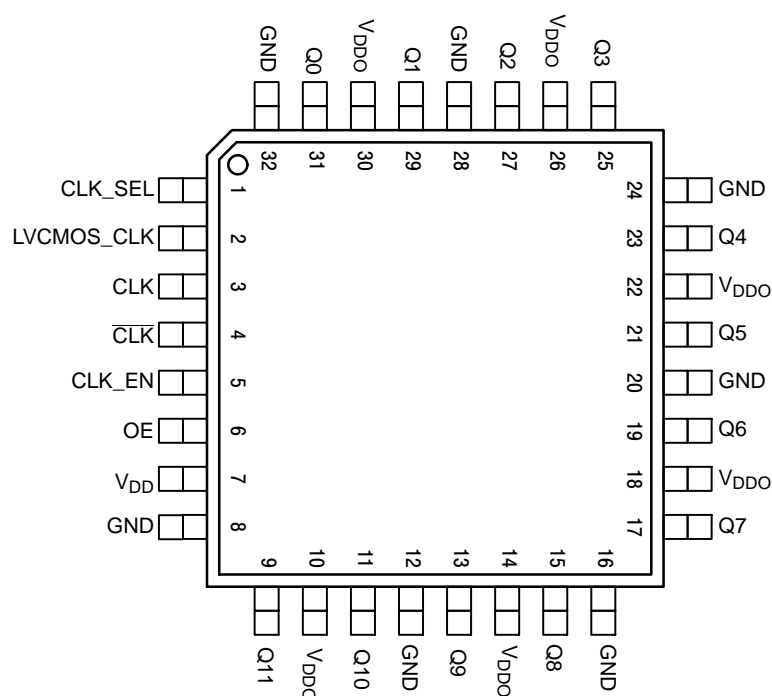 GND Q0 VDDO Q1 GND Q2 VDDO Q3
32 31 30 29 28 27 26 25
CLK_SEL 1 24 GND
LVCMOS_CLK 2 23 Q4
CLK 3 22 VDDO
CLK 4 21 Q5
CLK_EN 5 20 GND
OE 6 19 Q6
VDD 7 18 VDDO
GND 8 17 Q7
9 10 11 12 13 14 15 16
Q11 VDDO Q10 GND Q9 VDDO Q8 GND